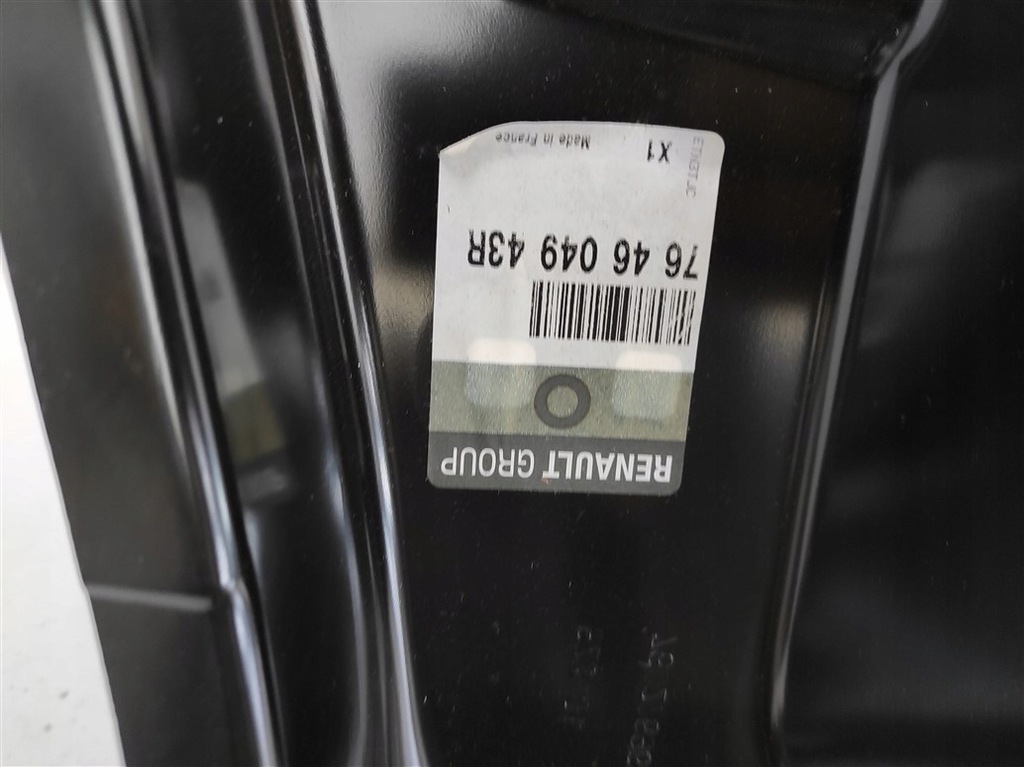 RENAULT GROUP
76 46 049 43R
X1
Made in France